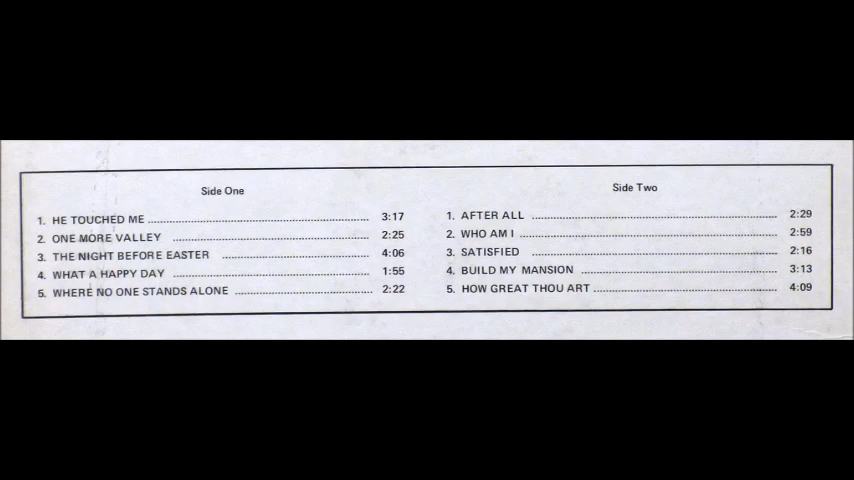 Side One
1. HE TOUCHED ME ........ 3:17
2. ONE MORE VALLEY ........ 2:25
3. THE NIGHT BEFORE EASTER ........ 4:06
4. WHAT A HAPPY DAY ........ 1:55
5. WHERE NO ONE STANDS ALONE ........ 2:22
Side Two
1. AFTER ALL ........ 2:29
2. WHO AM I ........ 2:59
3. SATISFIED ........ 2:16
4. BUILD MY MANSION ........ 3:13
5. HOW GREAT THOU ART ........ 4:09